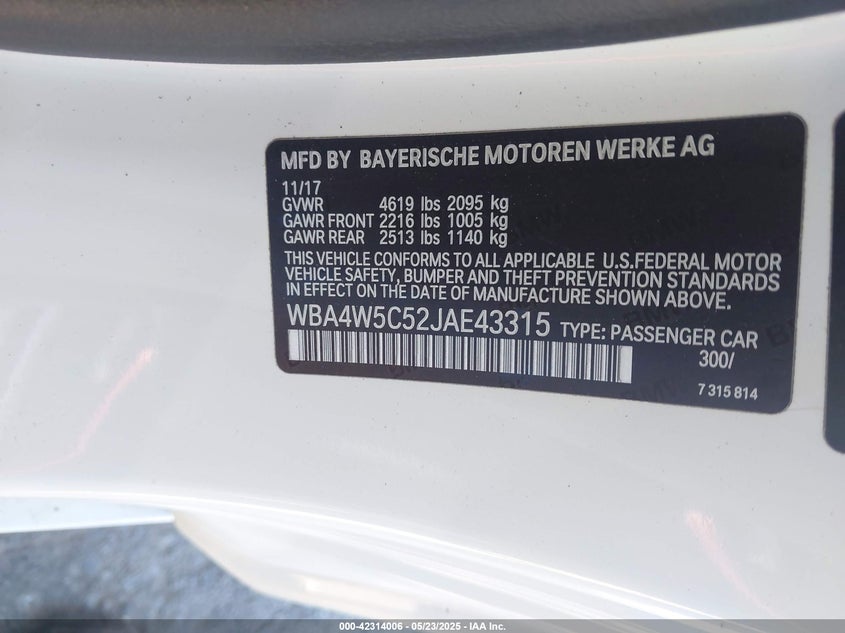 MFD BY BAYERISCHE MOTOREN WERKE AG
11/17
GVWR 4619 lbs 2095 kg
GAWR FRONT 2216 lbs 1005 kg
GAWR REAR 2513 lbs 1140 kg
THIS VEHICLE CONFORMS TO ALL APPLICABLE U.S.FEDERAL MOTOR
VEHICLE SAFETY, BUMPER AND THEFT PREVENTION STANDARDS
IN EFFECT ON THE DATE OF MANUFACTURE SHOWN ABOVE.
WBA4W5C52JAE43315 TYPE: PASSENGER CAR
300/
7 315 814
000-42314006 - 05/23/2025 - IAA Inc.